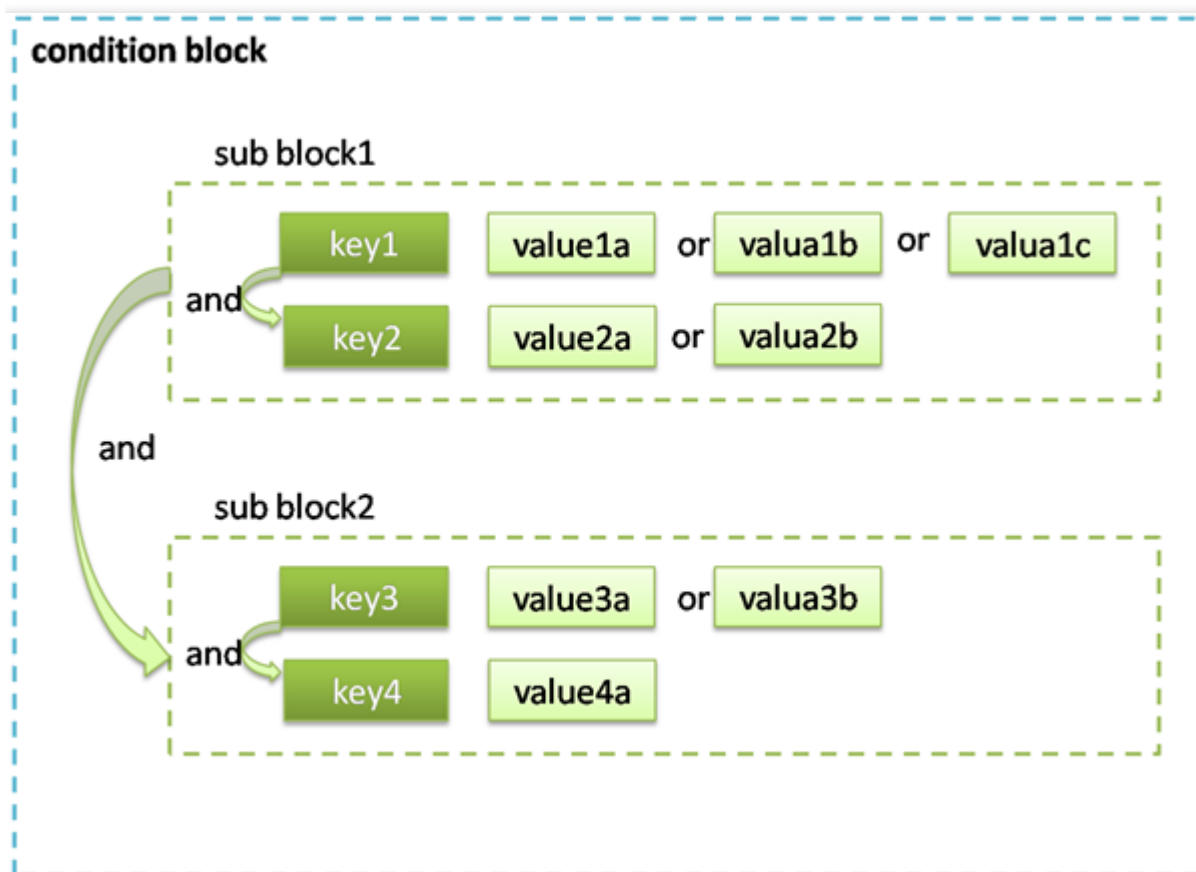 condition block
sub block1
key1 value1a or valua1b or valua1c
and
key2 value2a or valua2b
and
sub block2
key3 value3a or valua3b
and
key4 value4a